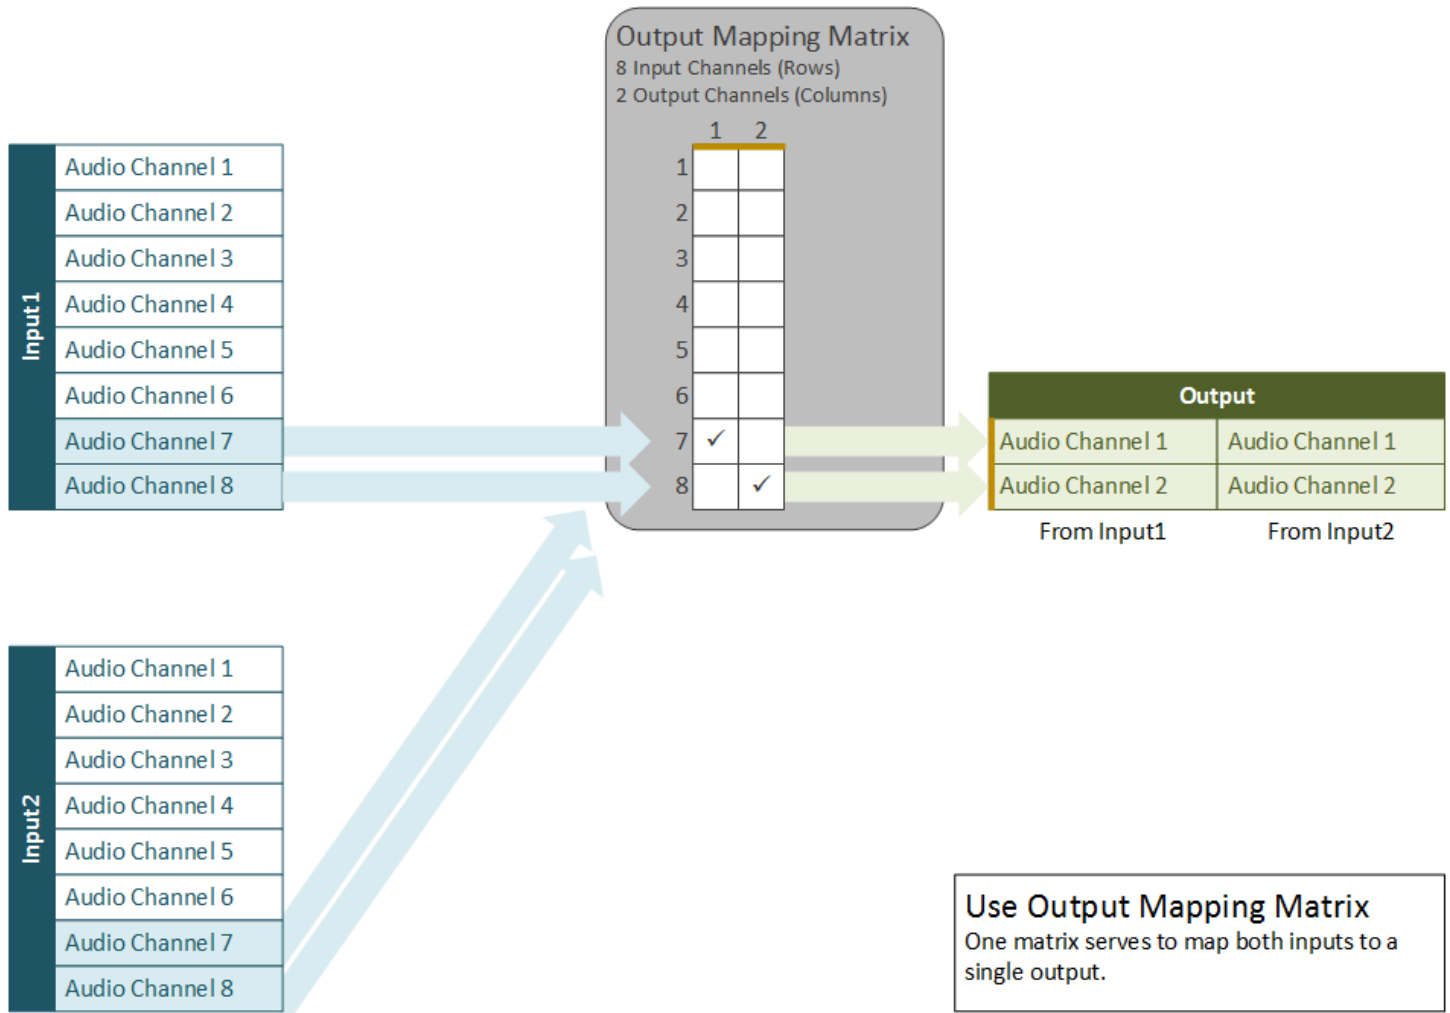 Output Mapping Matrix
8 Input Channels (Rows)
2 Output Channels (Columns)
1 2
1
2
3
4
5
6
7 ✓
8 ✓
Input1
Audio Channel 1
Audio Channel 2
Audio Channel 3
Audio Channel 4
Audio Channel 5
Audio Channel 6
Audio Channel 7
Audio Channel 8
Output
Audio Channel 1 Audio Channel 1
Audio Channel 2 Audio Channel 2
From Input1 From Input2
Input2
Audio Channel 1
Audio Channel 2
Audio Channel 3
Audio Channel 4
Audio Channel 5
Audio Channel 6
Audio Channel 7
Audio Channel 8
Use Output Mapping Matrix
One matrix serves to map both inputs to a
single output.